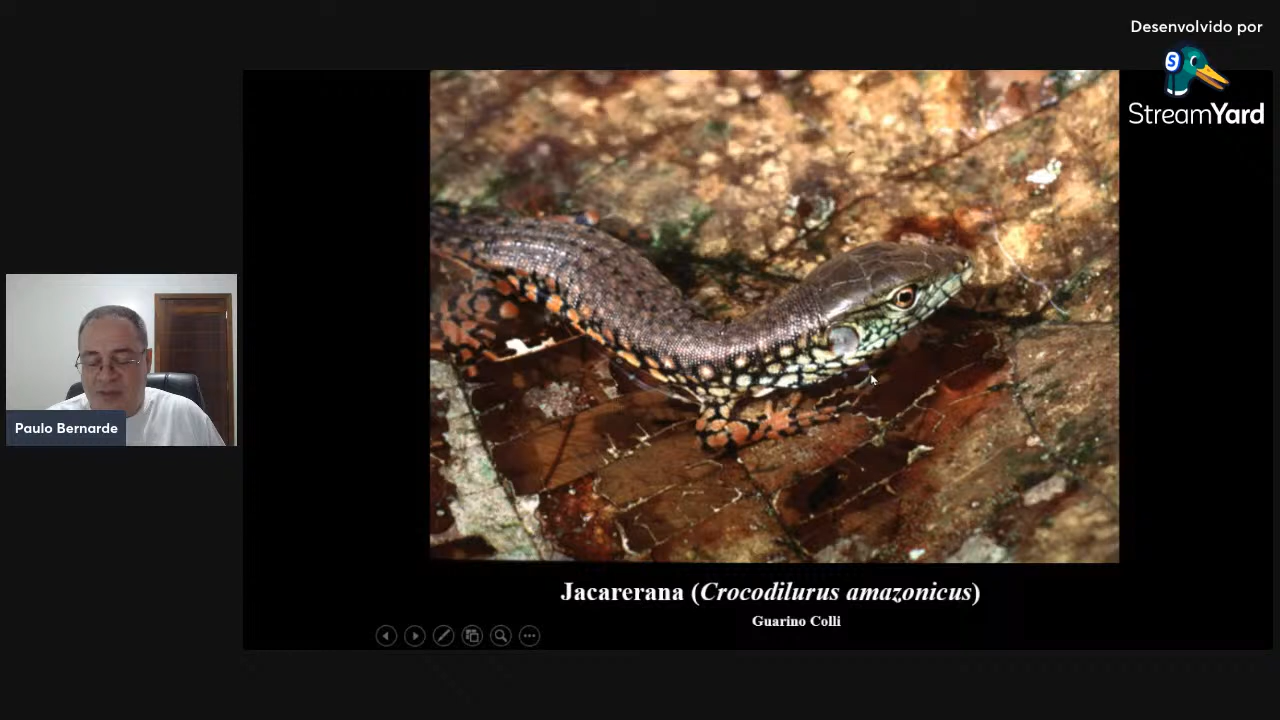 Desenvolvido por
S
StreamYard
Paulo Bernarde
Jacarerana (Crocodilurus amazonicus)
Guarino Colli